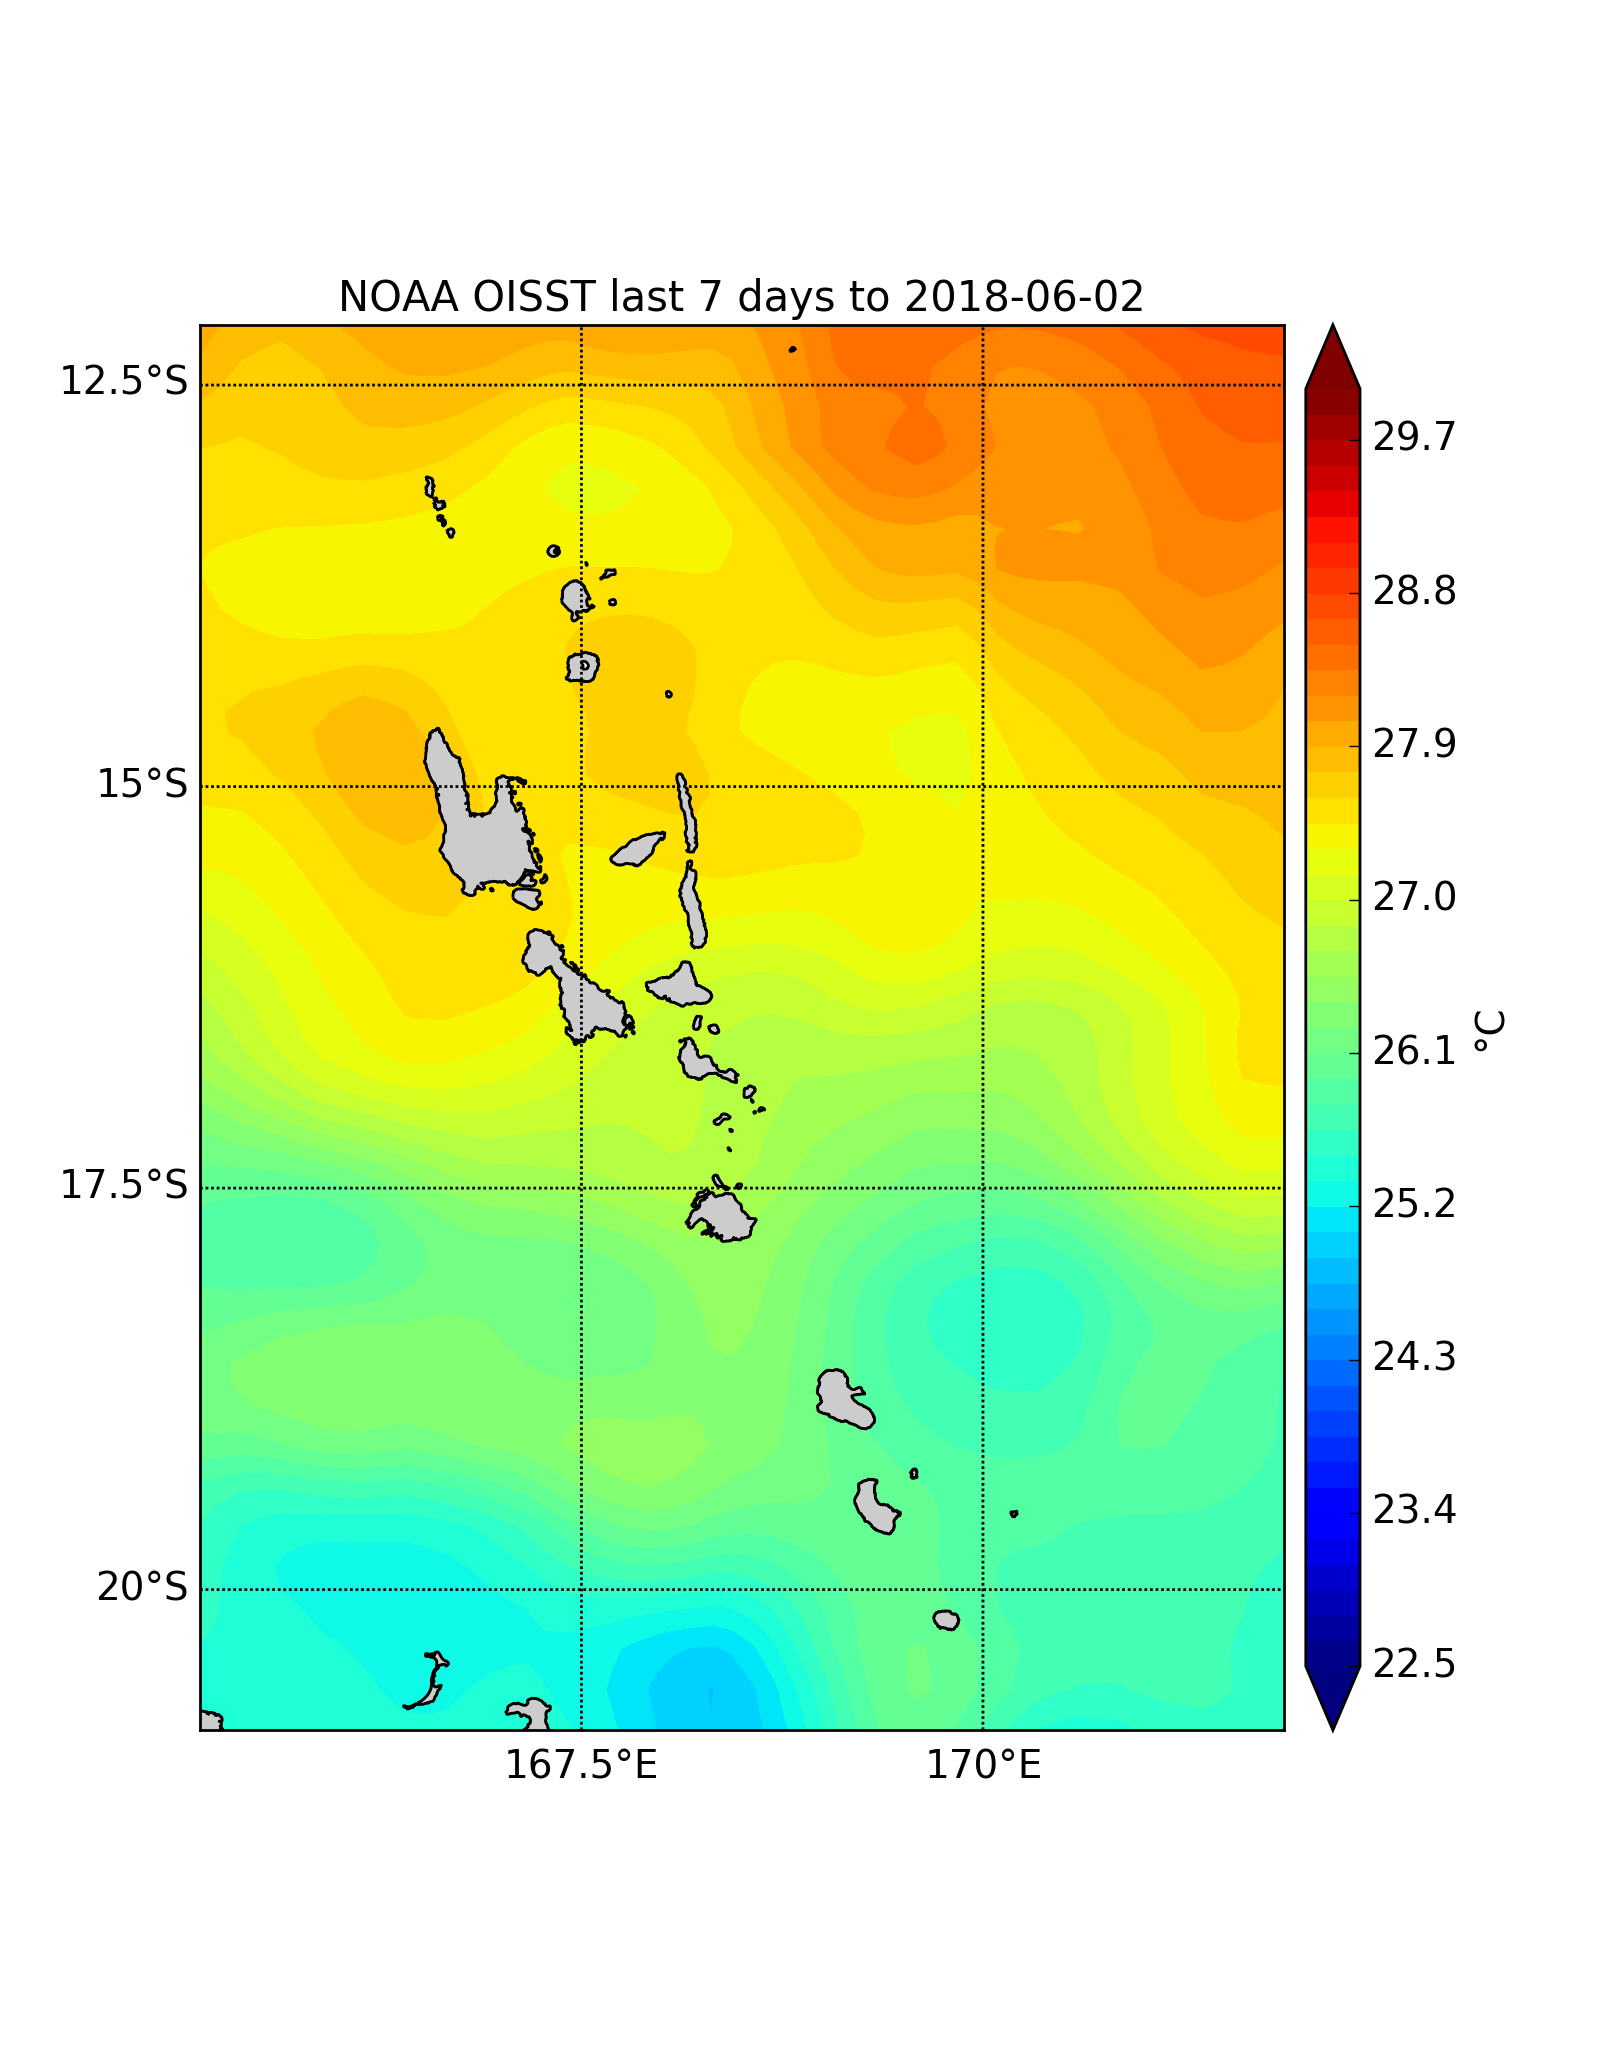 NOAA OISST last 7 days to 2018-06-02
12.5°S
15°S
17.5°S
20°S
167.5°E
170°E
29.7
28.8
27.9
27.0
26.1
25.2
24.3
23.4
22.5
°C